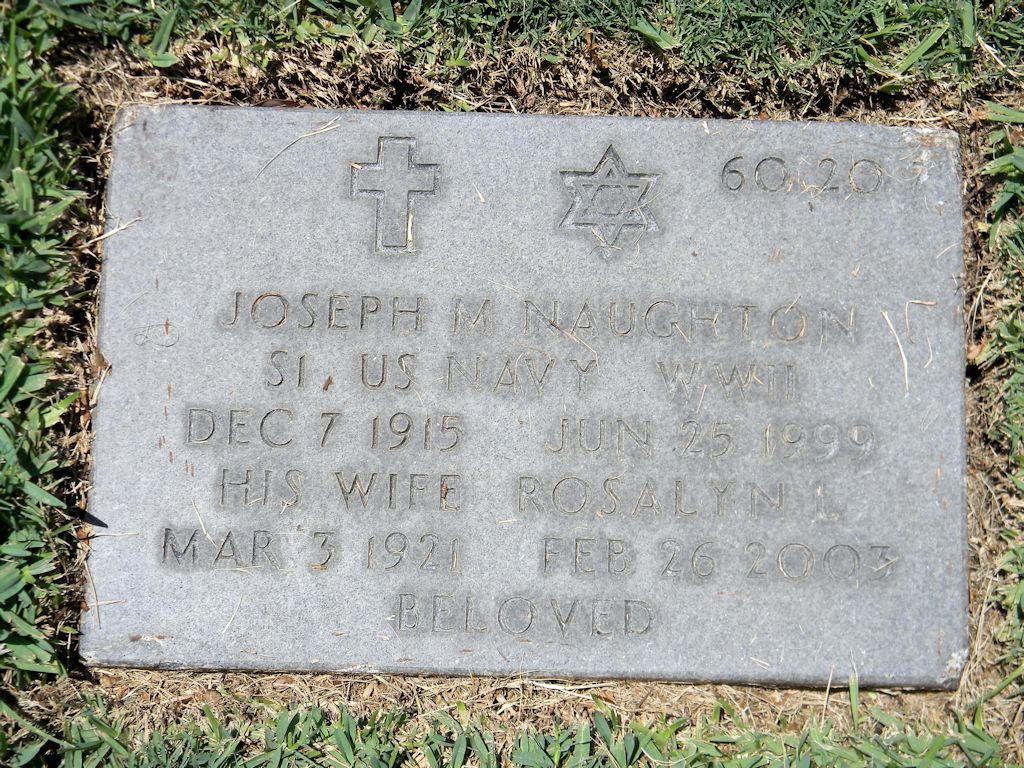 60 20
JOSEPH M NAUGHTON
S1 US NAVY WWII
DEC 7 1915 JUN 25 1999
HIS WIFE ROSALYN L
MAR 3 1921 FEB 26 2003
BELOVED